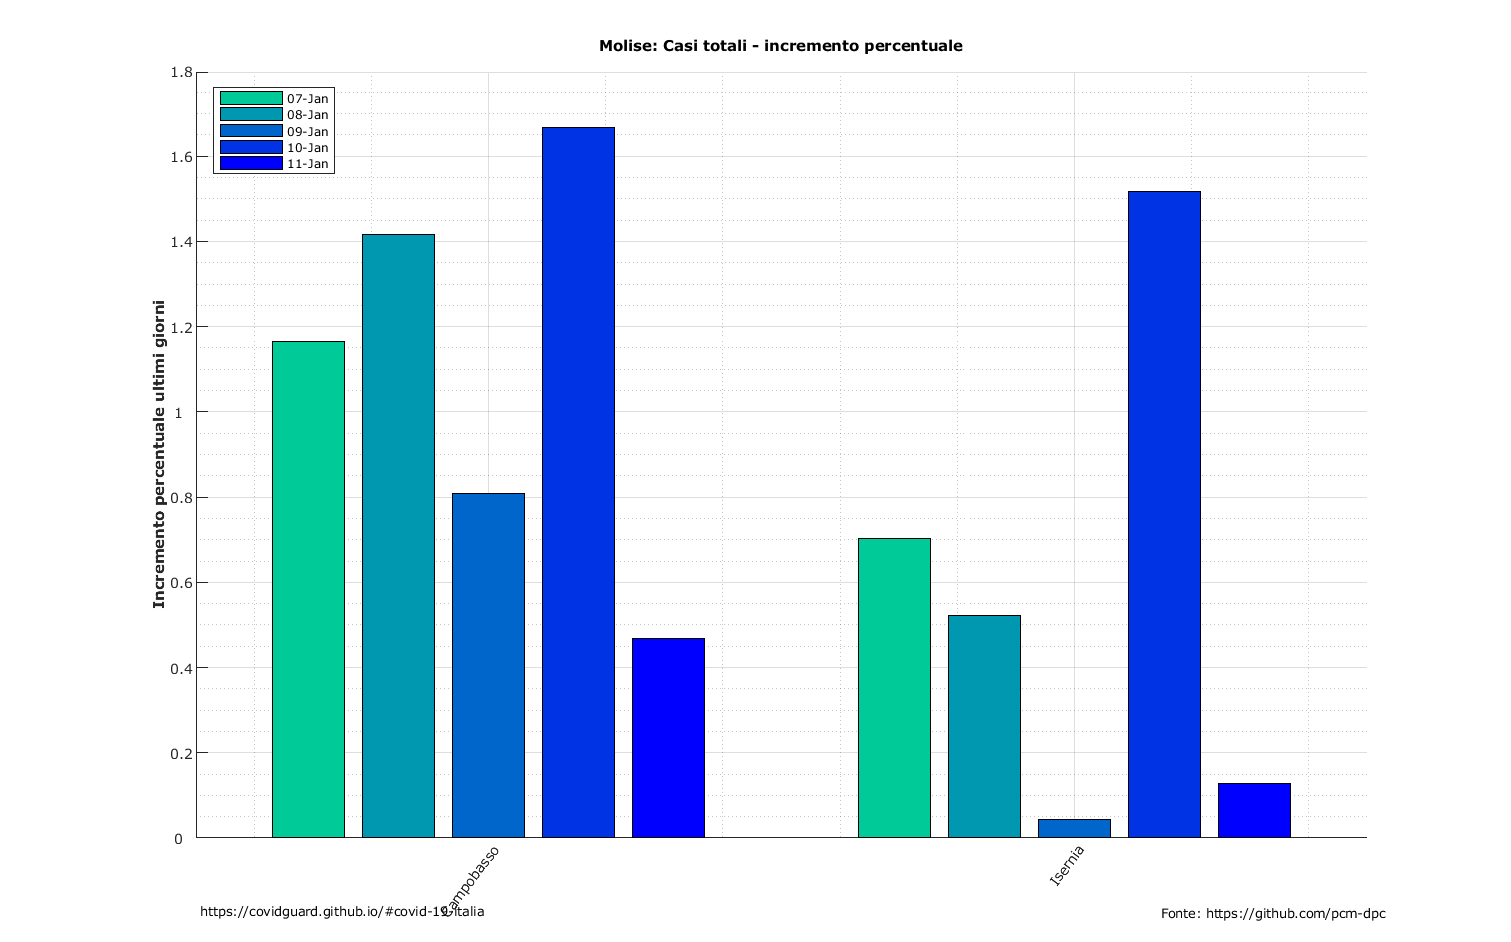 Molise: Casi totali - incremento percentuale
1.8
1.6
1.4
1.2
1
0.8
0.6
0.4
0.2
0
Incremento percentuale ultimi giorni
07-Jan
08-Jan
09-Jan
10-Jan
11-Jan
Campobasso
Isernia
https://covidguard.github.io/#covid-19-italia
Fonte: https://github.com/pcm-dpc